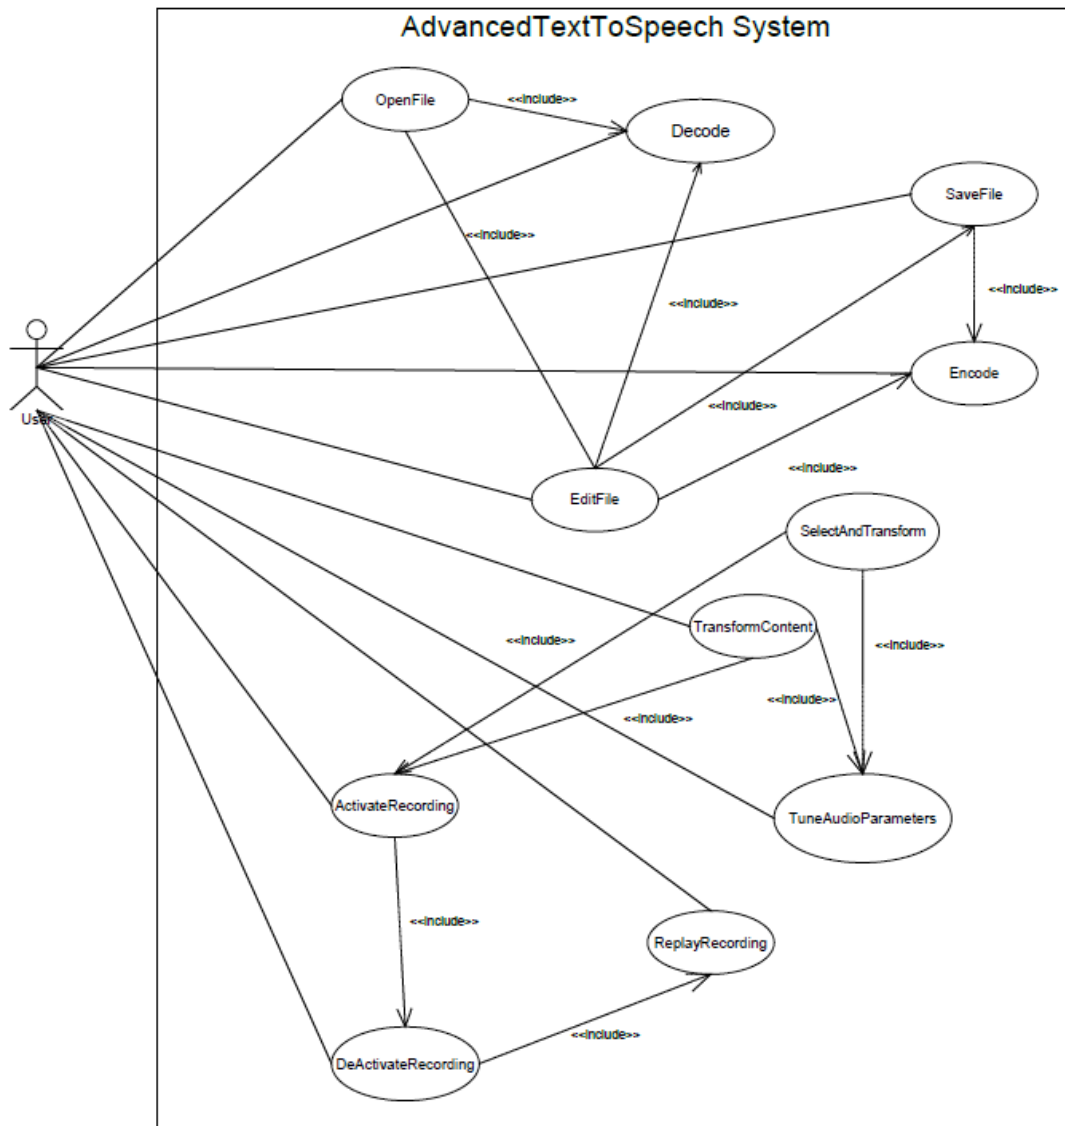 AdvancedTextToSpeech System
OpenFile
<<Include>>
Decode
SaveFile
<<Include>>
<<Include>>
<<Include>>
Encode
<<Include>>
User
<<Include>>
EditFile
SelectAndTransform
TransformContent
<<Include>>
<<Include>>
<<Include>>
<<Include>>
ActivateRecording
TuneAudioParameters
<<Include>>
ReplayRecording
<<Include>>
DeActivateRecording